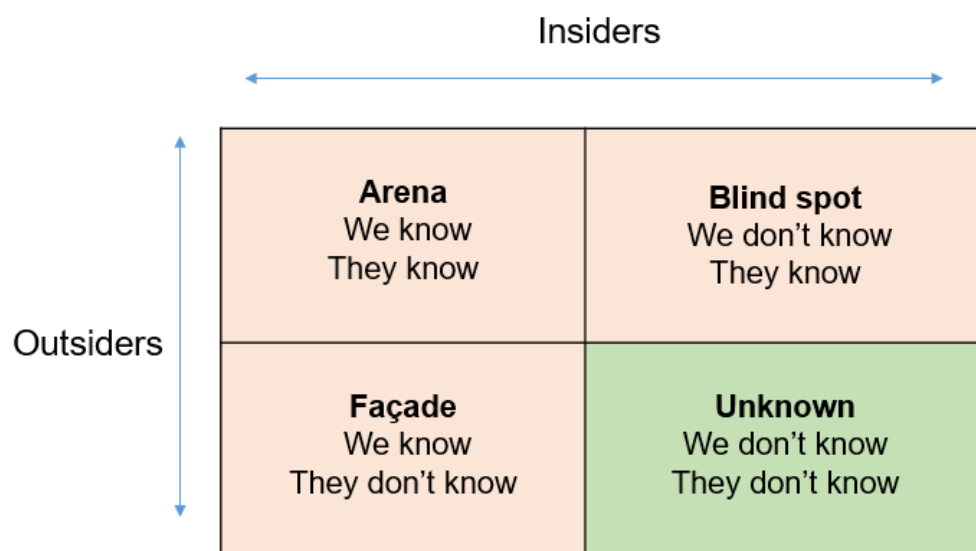 Insiders
Arena
We know
They know
Blind spot
We don’t know
They know
Outsiders
Façade
We know
They don’t know
Unknown
We don’t know
They don’t know